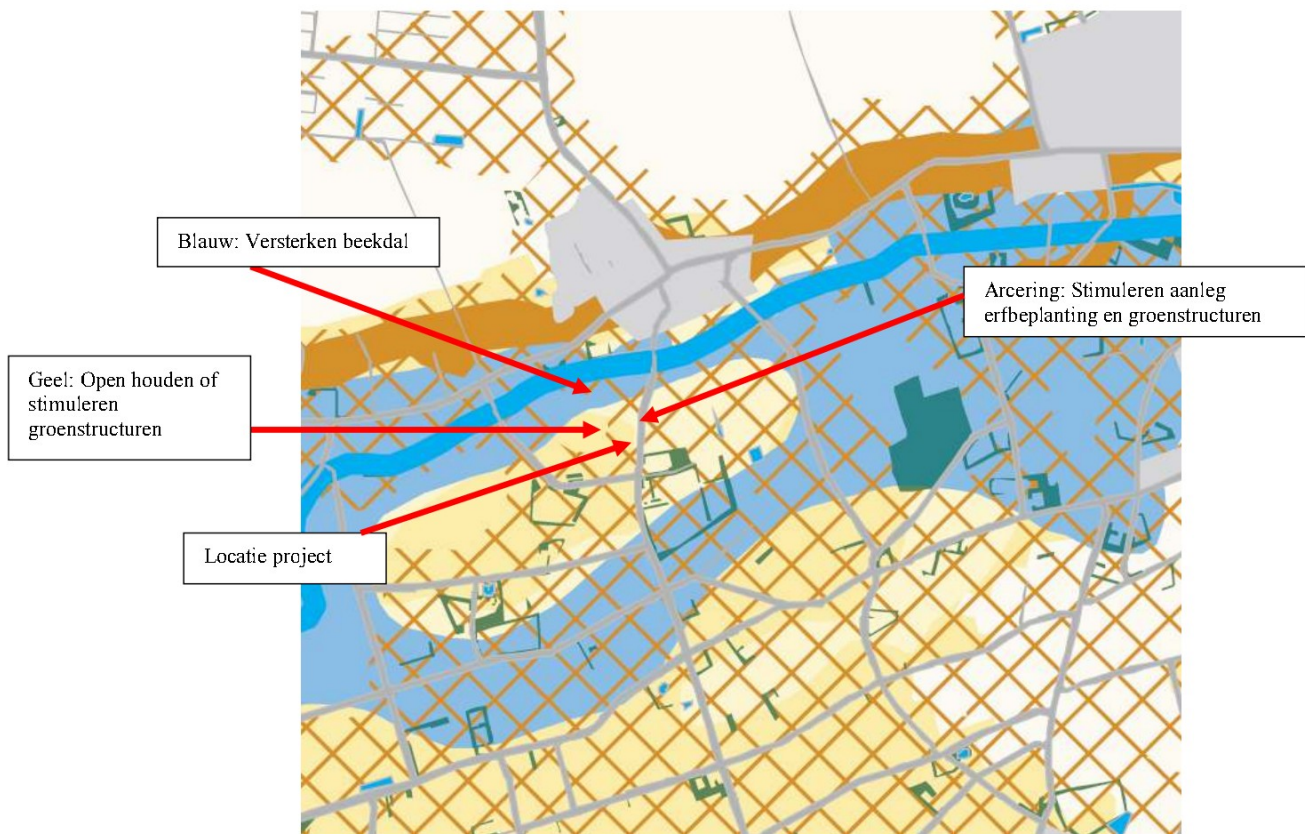 Blauw: Versterken beekdal
Arcering: Stimuleren aanleg
erfbeplanting en groenstructuren
Geel: Open houden of
stimuleren
groenstructuren
Locatie project